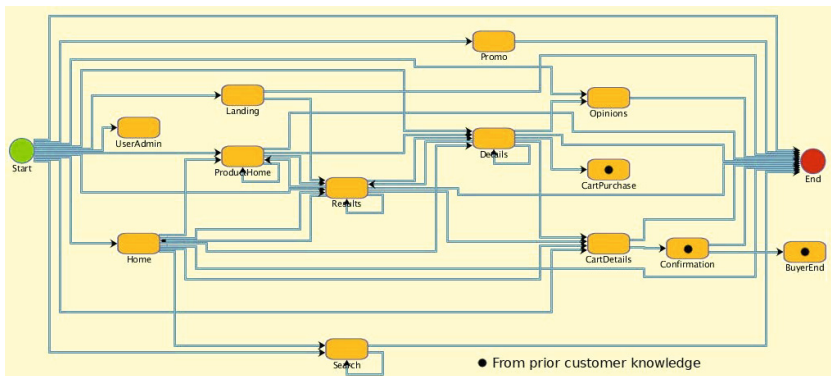 Promo
Landing
Opinions
UserAdmin
Start
ProductHome
Details
End
CartPurchase
Results
Home
CartDetails
Confirmation
BuyerEnd
Search
From prior customer knowledge